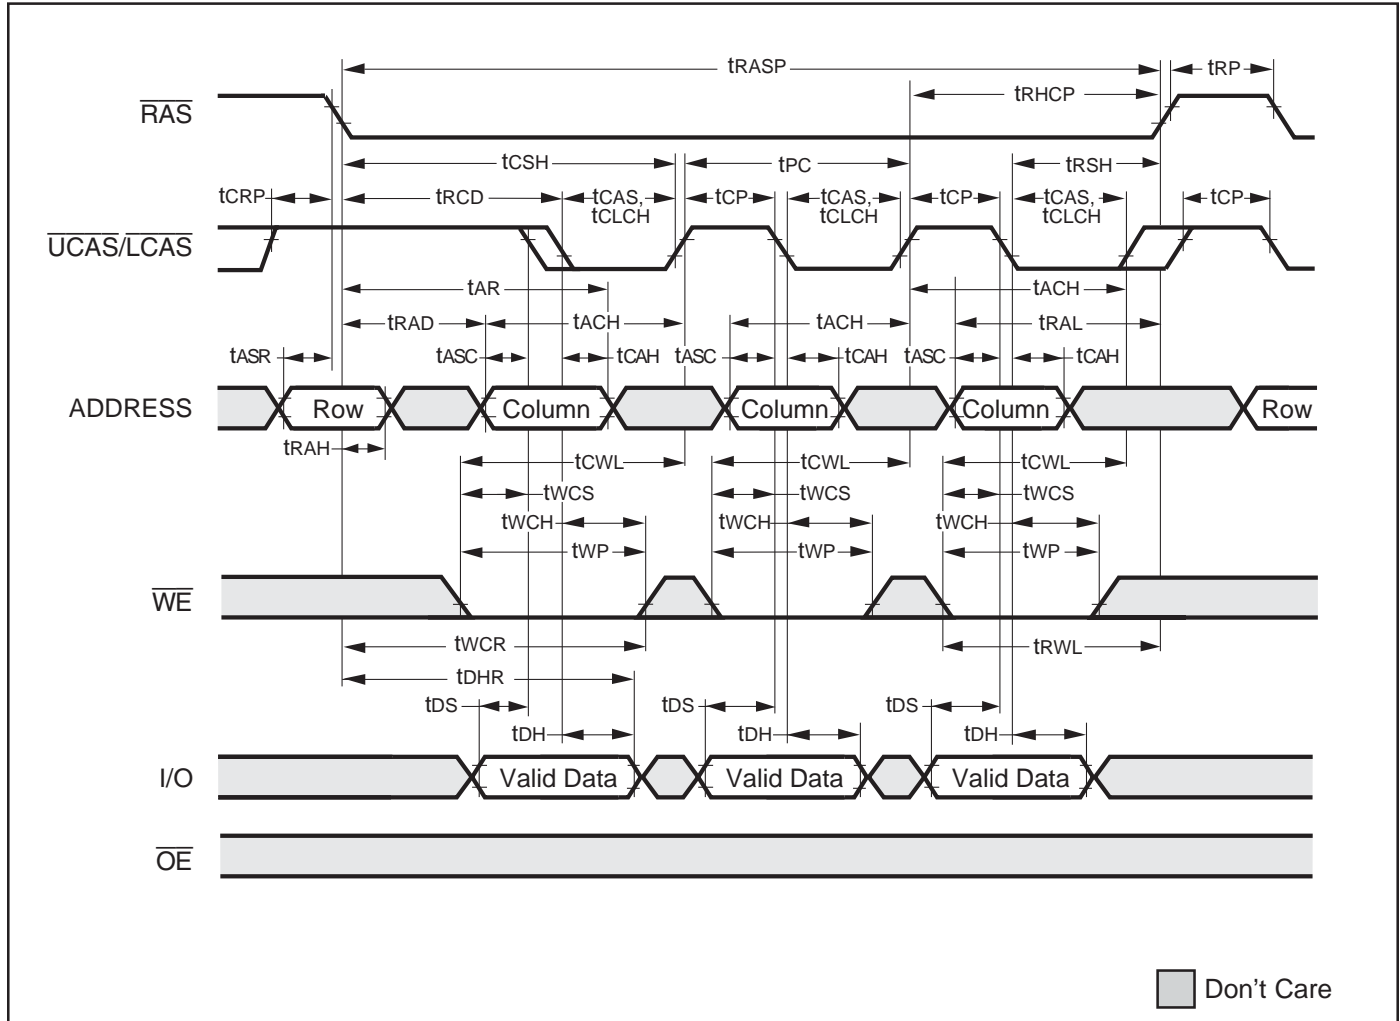 tRASP
tRP
tRHCP
RAS
tCSH
tPC
tRSH
tCRP
tRCD
tCAS,
tCLCH
tCP
tCAS,
tCLCH
tCP
tCAS,
tCLCH
tCP
UCAS/LCAS
tAR
tACH
tRAD
tACH
tACH
tRAL
tASR
tASC
tCAH
tASC
tCAH
tASC
tCAH
ADDRESS
Row
Column
Column
Column
Row
tRAH
tCWL
tCWL
tCWL
tWCS
tWCS
tWCS
tWCH
tWCH
tWCH
tWP
tWP
tWP
WE
tWCR
tRWL
tDHR
tDS
tDS
tDS
tDH
tDH
tDH
I/O
Valid Data
Valid Data
Valid Data
OE
Don't Care